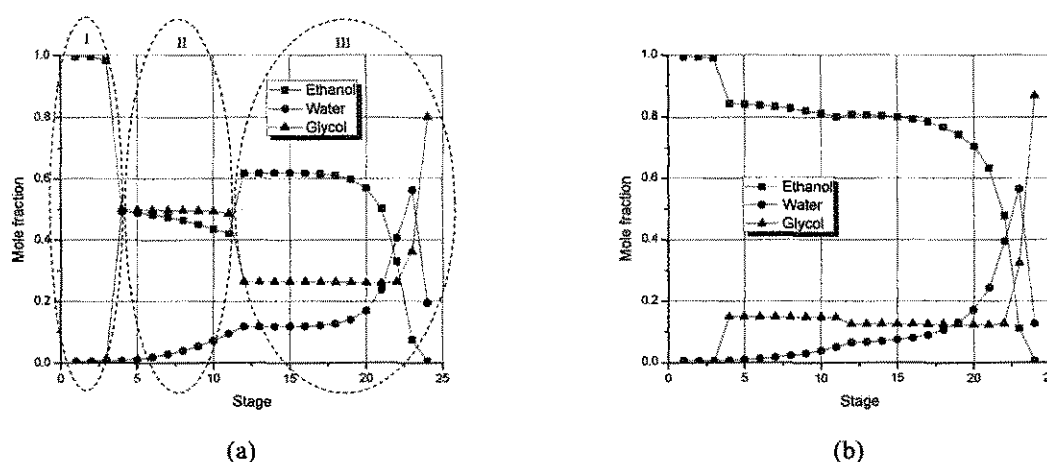 I
II
III
1.0
0.8
0.6
0.4
0.2
0.0
Mole fraction
Ethanol
Water
Glycol
0 5 10 15 20 25
Stage
(a)
1.0
0.8
0.6
0.4
0.2
0.0
Mole fraction
Ethanol
Water
Glycol
0 5 10 15 20 25
Stage
(b)